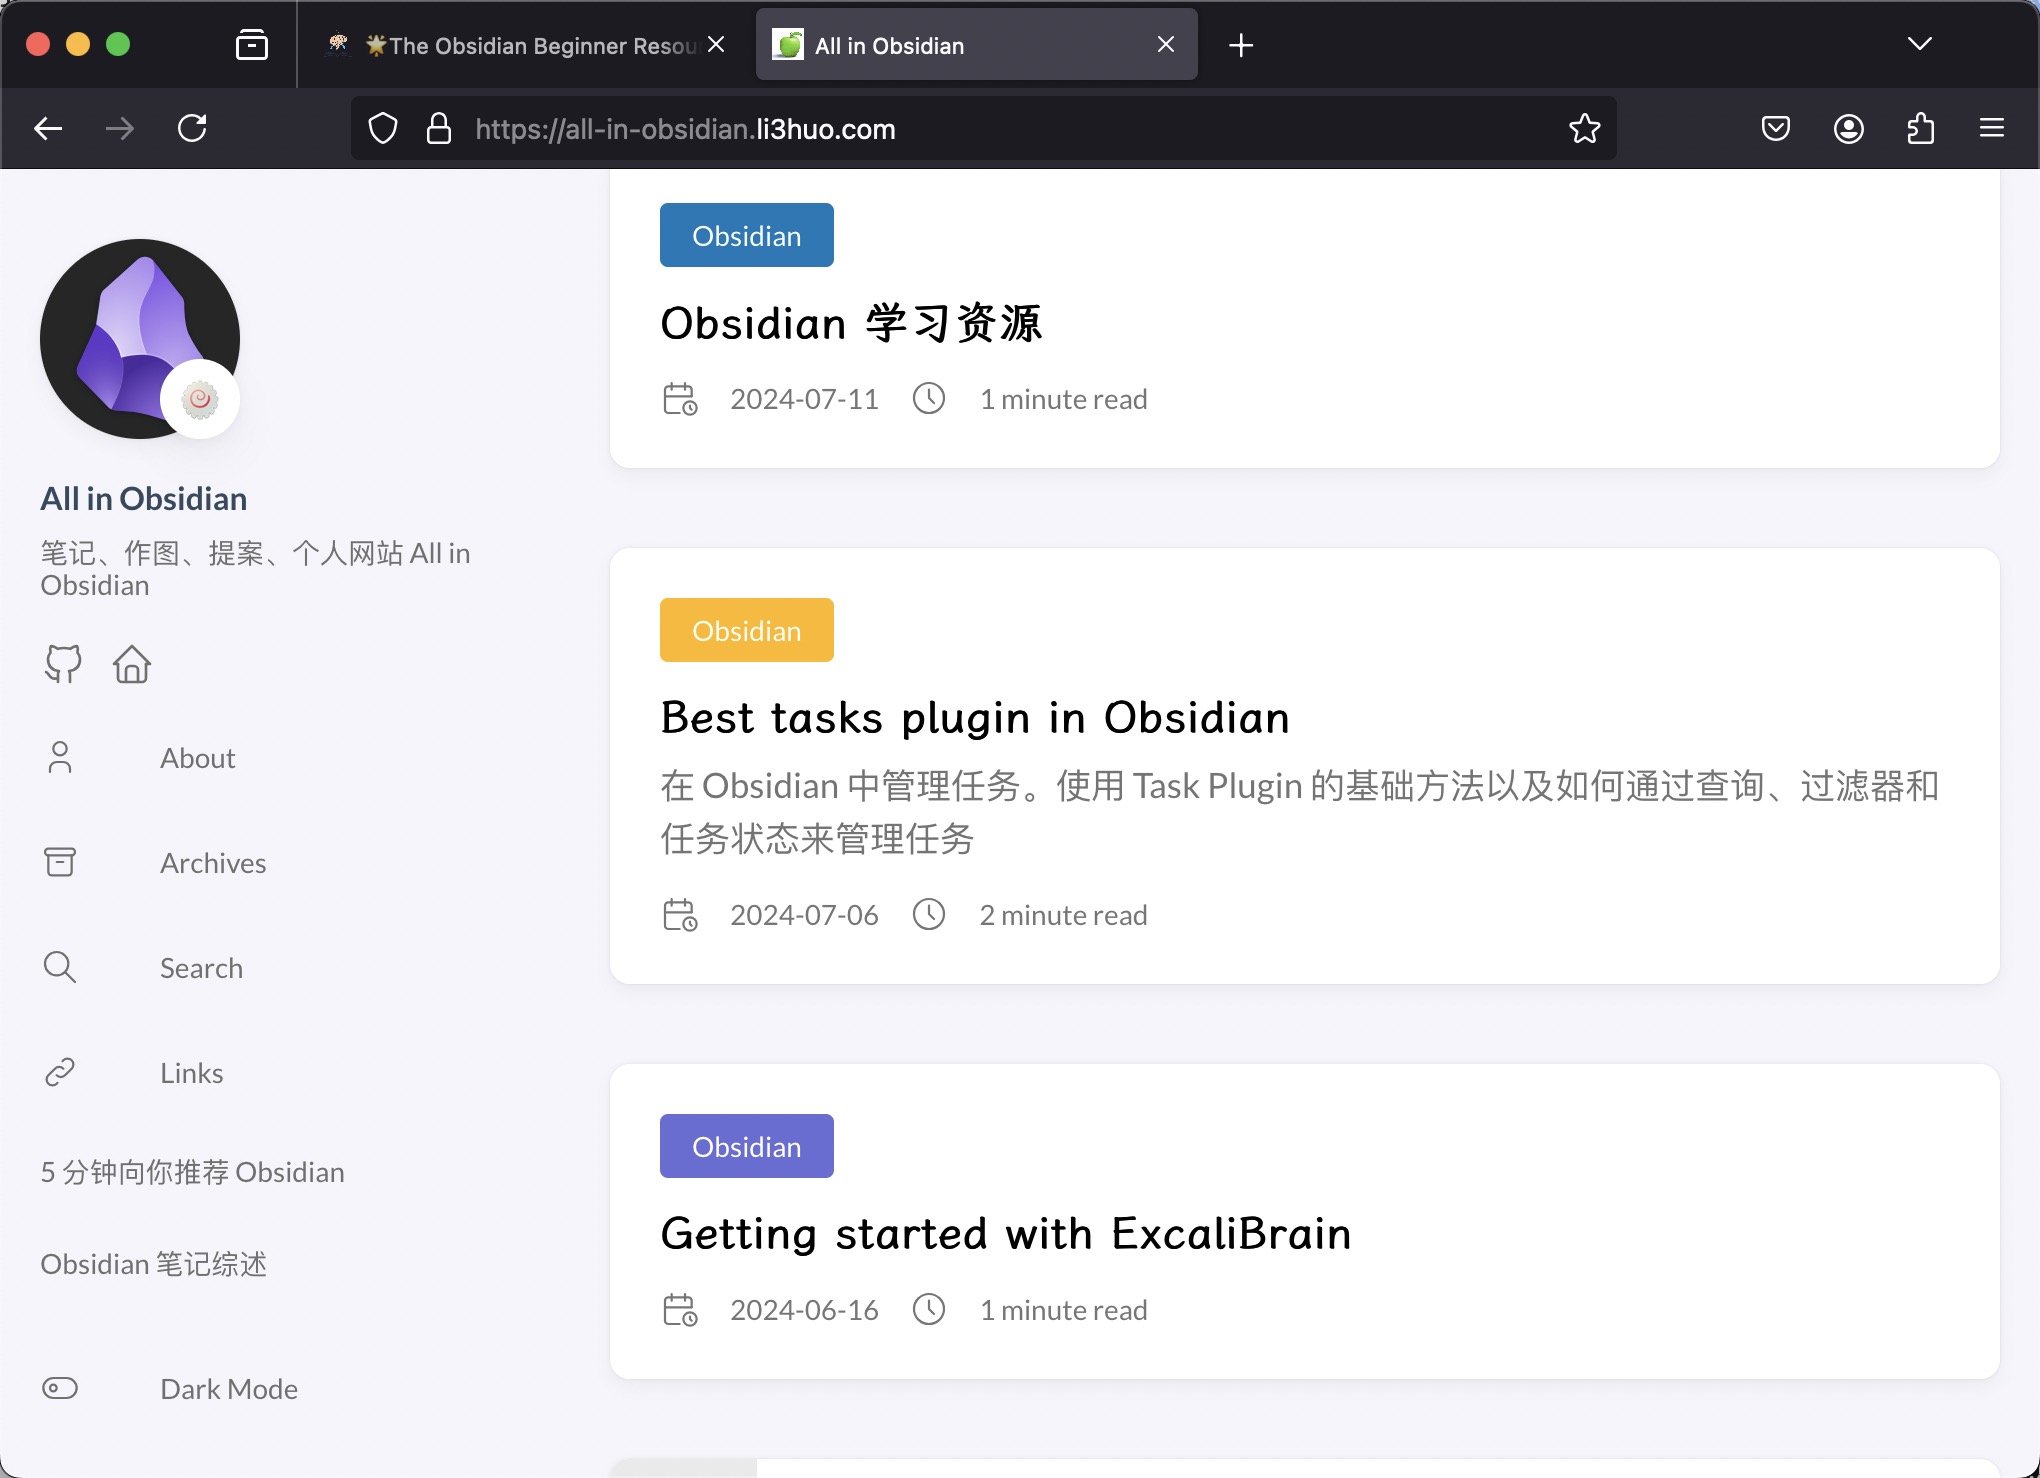 🌟The Obsidian Beginner Resou
All in Obsidian
https://all-in-obsidian.li3huo.com
All in Obsidian
笔记、作图、提案、个人网站 All in
Obsidian
About
Archives
Search
Links
5 分钟向你推荐 Obsidian
Obsidian 笔记综述
Dark Mode
Obsidian
Obsidian 学习资源
2024-07-11 1 minute read
Obsidian
Best tasks plugin in Obsidian
在 Obsidian 中管理任务。使用 Task Plugin 的基础方法以及如何通过查询、过滤器和
任务状态来管理任务
2024-07-06 2 minute read
Obsidian
Getting started with ExcaliBrain
2024-06-16 1 minute read